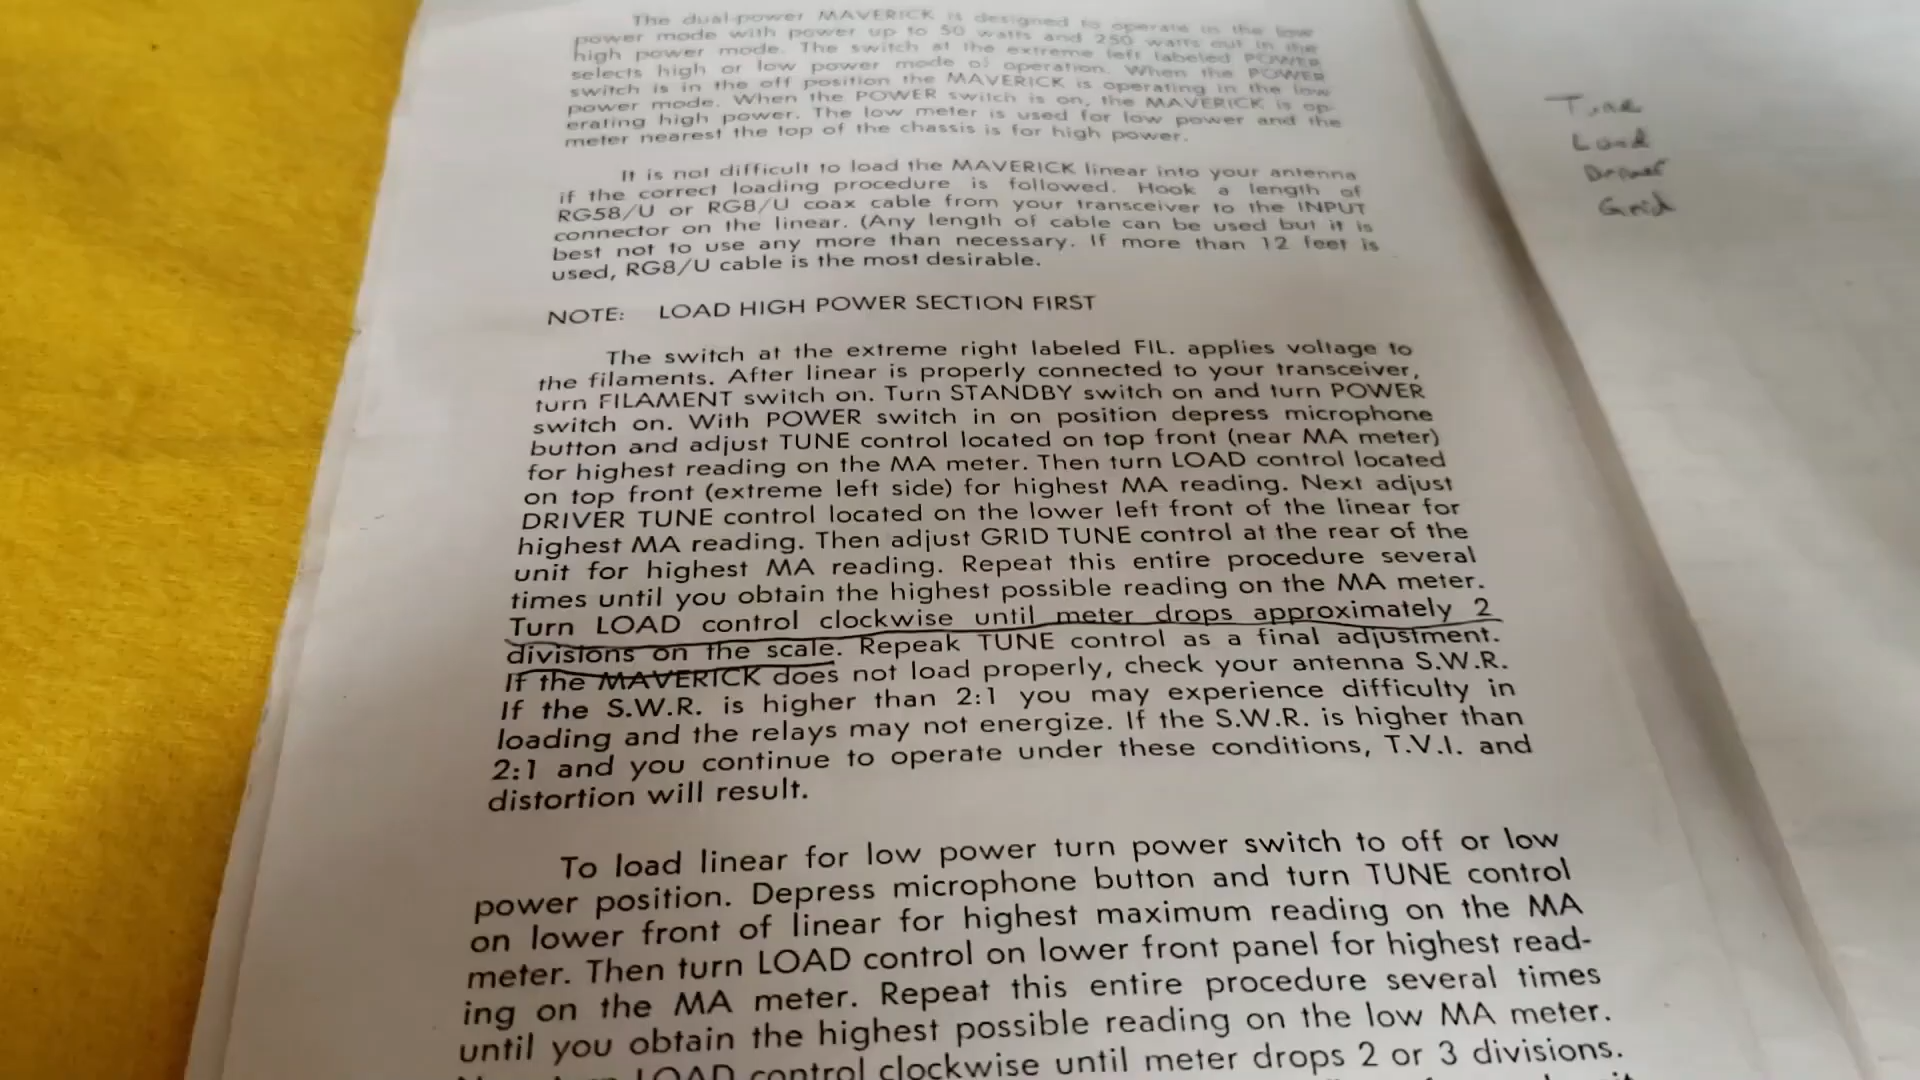 The dual-power MAVERICK is designed to operate in the low
power mode with power up to 50 watts and 250 watts out in the
high power mode. The switch at the extreme left labeled POWER
selects high or low power mode of operation. When the POWER
switch is in the off position the MAVERICK is operating in the low
power mode. When the POWER switch is on, the MAVERICK is op-
erating high power. The low meter is used for low power and the
meter nearest the top of the chassis is for high power.
It is not difficult to load the MAVERICK linear into your antenna
if the correct loading procedure is followed. Hook a length of
RG58/U or RG8/U coax cable from your transceiver to the INPUT
connector on the linear. (Any length of cable can be used but it is
best not to use any more than necessary. If more than 12 feet is
used, RG8/U cable is the most desirable.
NOTE: LOAD HIGH POWER SECTION FIRST
The switch at the extreme right labeled FIL. applies voltage to
the filaments. After linear is properly connected to your transceiver,
turn FILAMENT switch on. Turn STANDBY switch on and turn POWER
switch on. With POWER switch in on position depress microphone
button and adjust TUNE control located on top front (near MA meter)
for highest reading on the MA meter. Then turn LOAD control located
on top front (extreme left side) for highest MA reading. Next adjust
DRIVER TUNE control located on the lower left front of the linear for
highest MA reading. Then adjust GRID TUNE control at the rear of the
unit for highest MA reading. Repeat this entire procedure several
times until you obtain the highest possible reading on the MA meter.
Turn LOAD control clockwise until meter drops approximately 2
divisions on the scale. Repeak TUNE control as a final adjustment.
If the MAVERICK does not load properly, check your antenna S.W.R.
If the S.W.R. is higher than 2:1 you may experience difficulty in
loading and the relays may not energize. If the S.W.R. is higher than
2:1 and you continue to operate under these conditions, T.V.I. and
distortion will result.
To load linear for low power turn power switch to off or low
power position. Depress microphone button and turn TUNE control
on lower front of linear for highest maximum reading on the MA
meter. Then turn LOAD control on lower front panel for highest read-
ing on the MA meter. Repeat this entire procedure several times
until you obtain the highest possible reading on the low MA meter.
LOAD control clockwise until meter drops 2 or 3 divisions.
Tune
Load
Grid